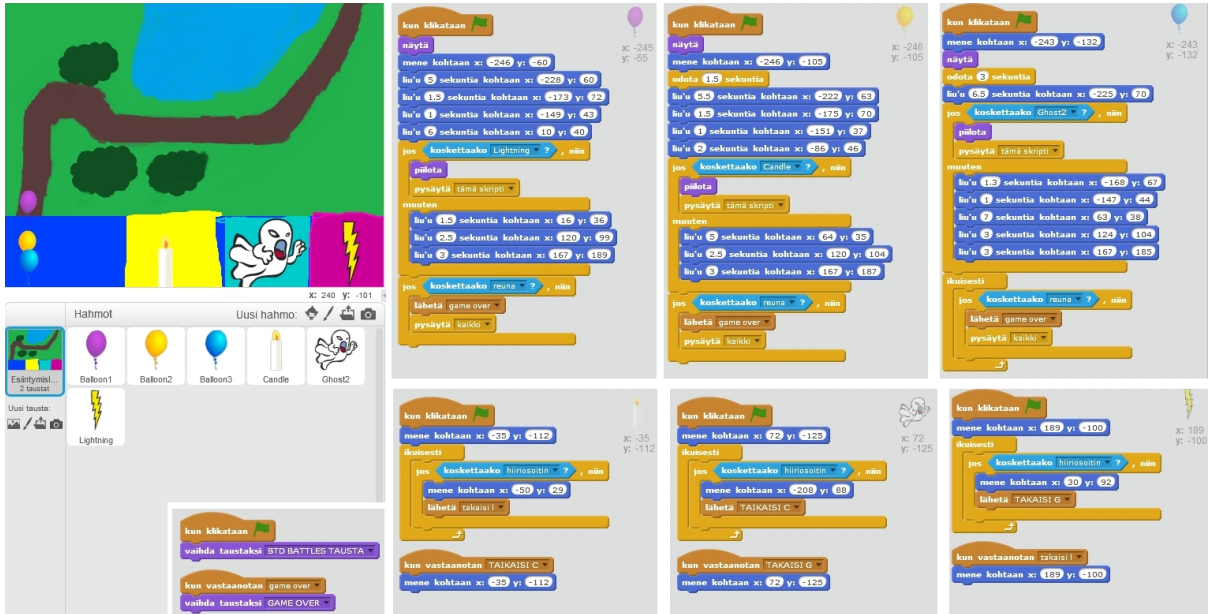 x: 240 y: -101
Hahmot
Uusi hahmo:
Esiintymisl...
2 taustat
Uusi tausta:
Balloon1
Balloon2
Balloon3
Candle
Ghost2
Lightning
kun klikataan
vaihda taustaksi BTD BATTLES TAUSTA
kun vastaanotan game over
vaihda taustaksi GAME OVER
x: -245
y: -55
kun klikataan
näytä
mene kohtaan x: -246 y: -60
liu'u 5 sekuntia kohtaan x: -228 y: 60
liu'u 1.5 sekuntia kohtaan x: -173 y: 72
liu'u 1 sekuntia kohtaan x: -149 y: 43
liu'u 6 sekuntia kohtaan x: 10 y: 40
jos koskettaako Lightning ? , niin
piilota
pysäytä tämä skripti
muuten
liu'u 1.5 sekuntia kohtaan x: 16 y: 36
liu'u 2.5 sekuntia kohtaan x: 120 y: 99
liu'u 3 sekuntia kohtaan x: 167 y: 189
jos koskettaako reuna ? , niin
lähetä game over
pysäytä kaikki
x: -246
y: -105
kun klikataan
näytä
mene kohtaan x: -246 y: -105
odota 1.5 sekuntia
liu'u 5.5 sekuntia kohtaan x: -222 y: 63
liu'u 1.5 sekuntia kohtaan x: -175 y: 70
liu'u 1 sekuntia kohtaan x: -151 y: 37
liu'u 2 sekuntia kohtaan x: -86 y: 46
jos koskettaako Candle ? , niin
piilota
pysäytä tämä skripti
muuten
liu'u 5 sekuntia kohtaan x: 64 y: 35
liu'u 2.5 sekuntia kohtaan x: 120 y: 104
liu'u 3 sekuntia kohtaan x: 167 y: 187
jos koskettaako reuna ? , niin
lähetä game over
pysäytä kaikki
x: -243
y: -132
kun klikataan
mene kohtaan x: -243 y: -132
näytä
odota 3 sekuntia
liu'u 6.5 sekuntia kohtaan x: -225 y: 70
jos koskettaako Ghost2 ? , niin
piilota
pysäytä tämä skripti
muuten
liu'u 1.3 sekuntia kohtaan x: -168 y: 67
liu'u 1 sekuntia kohtaan x: -147 y: 44
liu'u 7 sekuntia kohtaan x: 63 y: 38
liu'u 3 sekuntia kohtaan x: 124 y: 104
liu'u 3 sekuntia kohtaan x: 167 y: 185
ikuisesti
jos koskettaako reuna ? , niin
lähetä game over
pysäytä kaikki
x: -35
y: -112
kun klikataan
mene kohtaan x: -35 y: -112
ikuisesti
jos koskettaako hiiriosoitin ? , niin
mene kohtaan x: -50 y: 29
lähetä takaisi l
kun vastaanotan TAIKAISI C
mene kohtaan x: -35 y: -112
x: 72
y: -125
kun klikataan
mene kohtaan x: 72 y: -125
ikuisesti
jos koskettaako hiiriosoitin ? , niin
mene kohtaan x: -208 y: 88
lähetä TAIKAISI C
kun vastaanotan TAKAISI G
mene kohtaan x: 72 y: -125
x: 189
y: -100
kun klikataan
mene kohtaan x: 189 y: -100
ikuisesti
jos koskettaako hiiriosoitin ? , niin
mene kohtaan x: 30 y: 92
lähetä TAKAISI G
kun vastaanotan takaisi l
mene kohtaan x: 189 y: -100